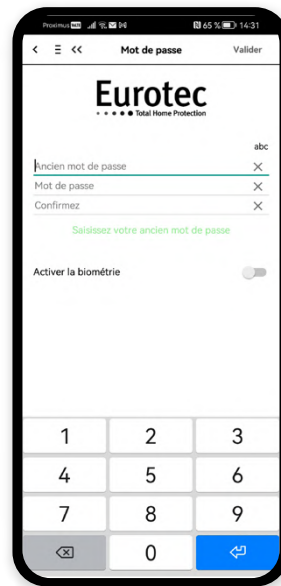 Proximus 65 % 14:31
Mot de passe Valider
Eurotec
Total Home Protection
abc
Ancien mot de passe
Mot de passe
Confirmez
Saisissez votre ancien mot de passe
Activer la biométrie
1 2 3
4 5 6
7 8 9
0